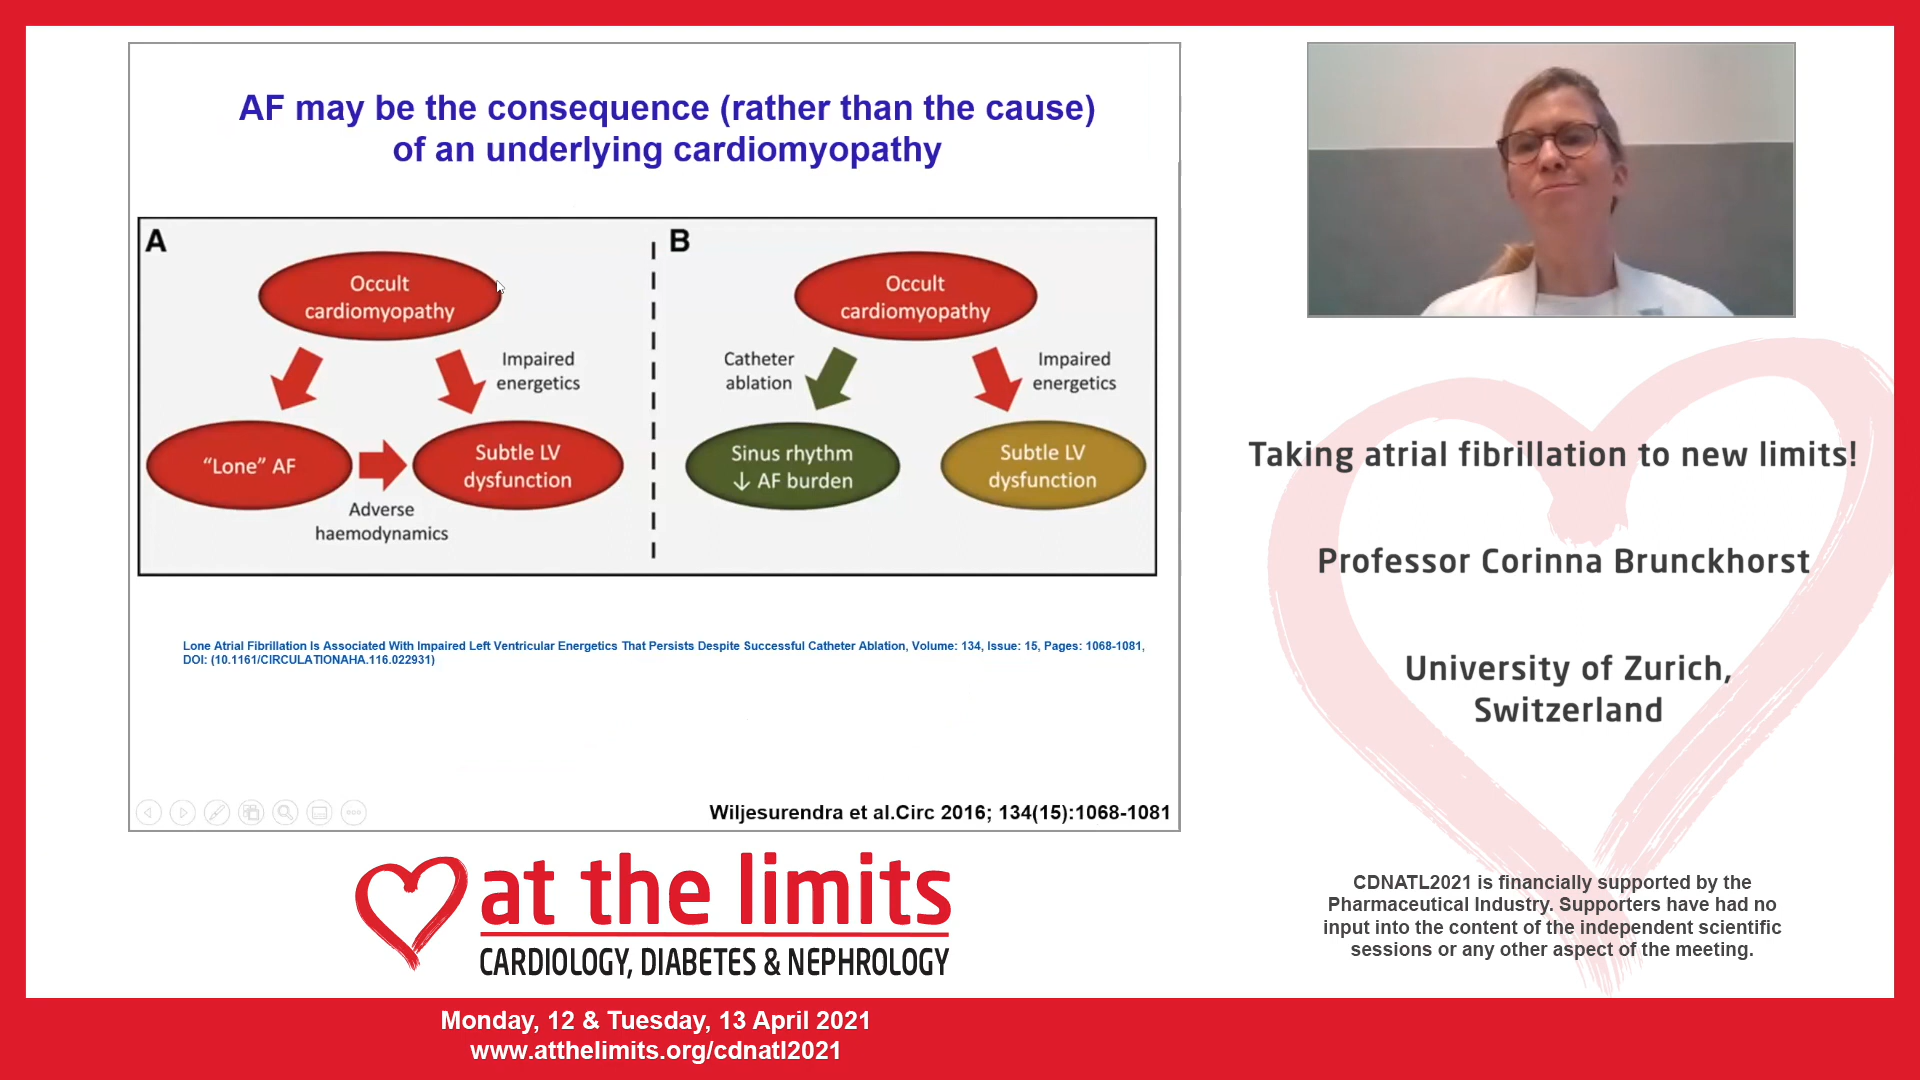 AF may be the consequence (rather than the cause)
of an underlying cardiomyopathy
A
Occult
cardiomyopathy
Impaired
energetics
“Lone” AF
Subtle LV
dysfunction
Adverse
haemodynamics
B
Occult
cardiomyopathy
Catheter
ablation
Impaired
energetics
Sinus rhythm
↓ AF burden
Subtle LV
dysfunction
Lone Atrial Fibrillation Is Associated With Impaired Left Ventricular Energetics That Persists Despite Successful Catheter Ablation, Volume: 134, Issue: 15, Pages: 1068-1081,
DOI: (10.1161/CIRCULATIONAHA.116.022931)
Wiljesurendra et al.Circ 2016; 134(15):1068-1081
Taking atrial fibrillation to new limits!
Professor Corinna Brunckhorst
University of Zurich,
Switzerland
CDNATL2021 is financially supported by the
Pharmaceutical Industry. Supporters have had no
input into the content of the independent scientific
sessions or any other aspect of the meeting.
at the limits
CARDIOLOGY, DIABETES & NEPHROLOGY
Monday, 12 & Tuesday, 13 April 2021
www.atthelimits.org/cdnatl2021